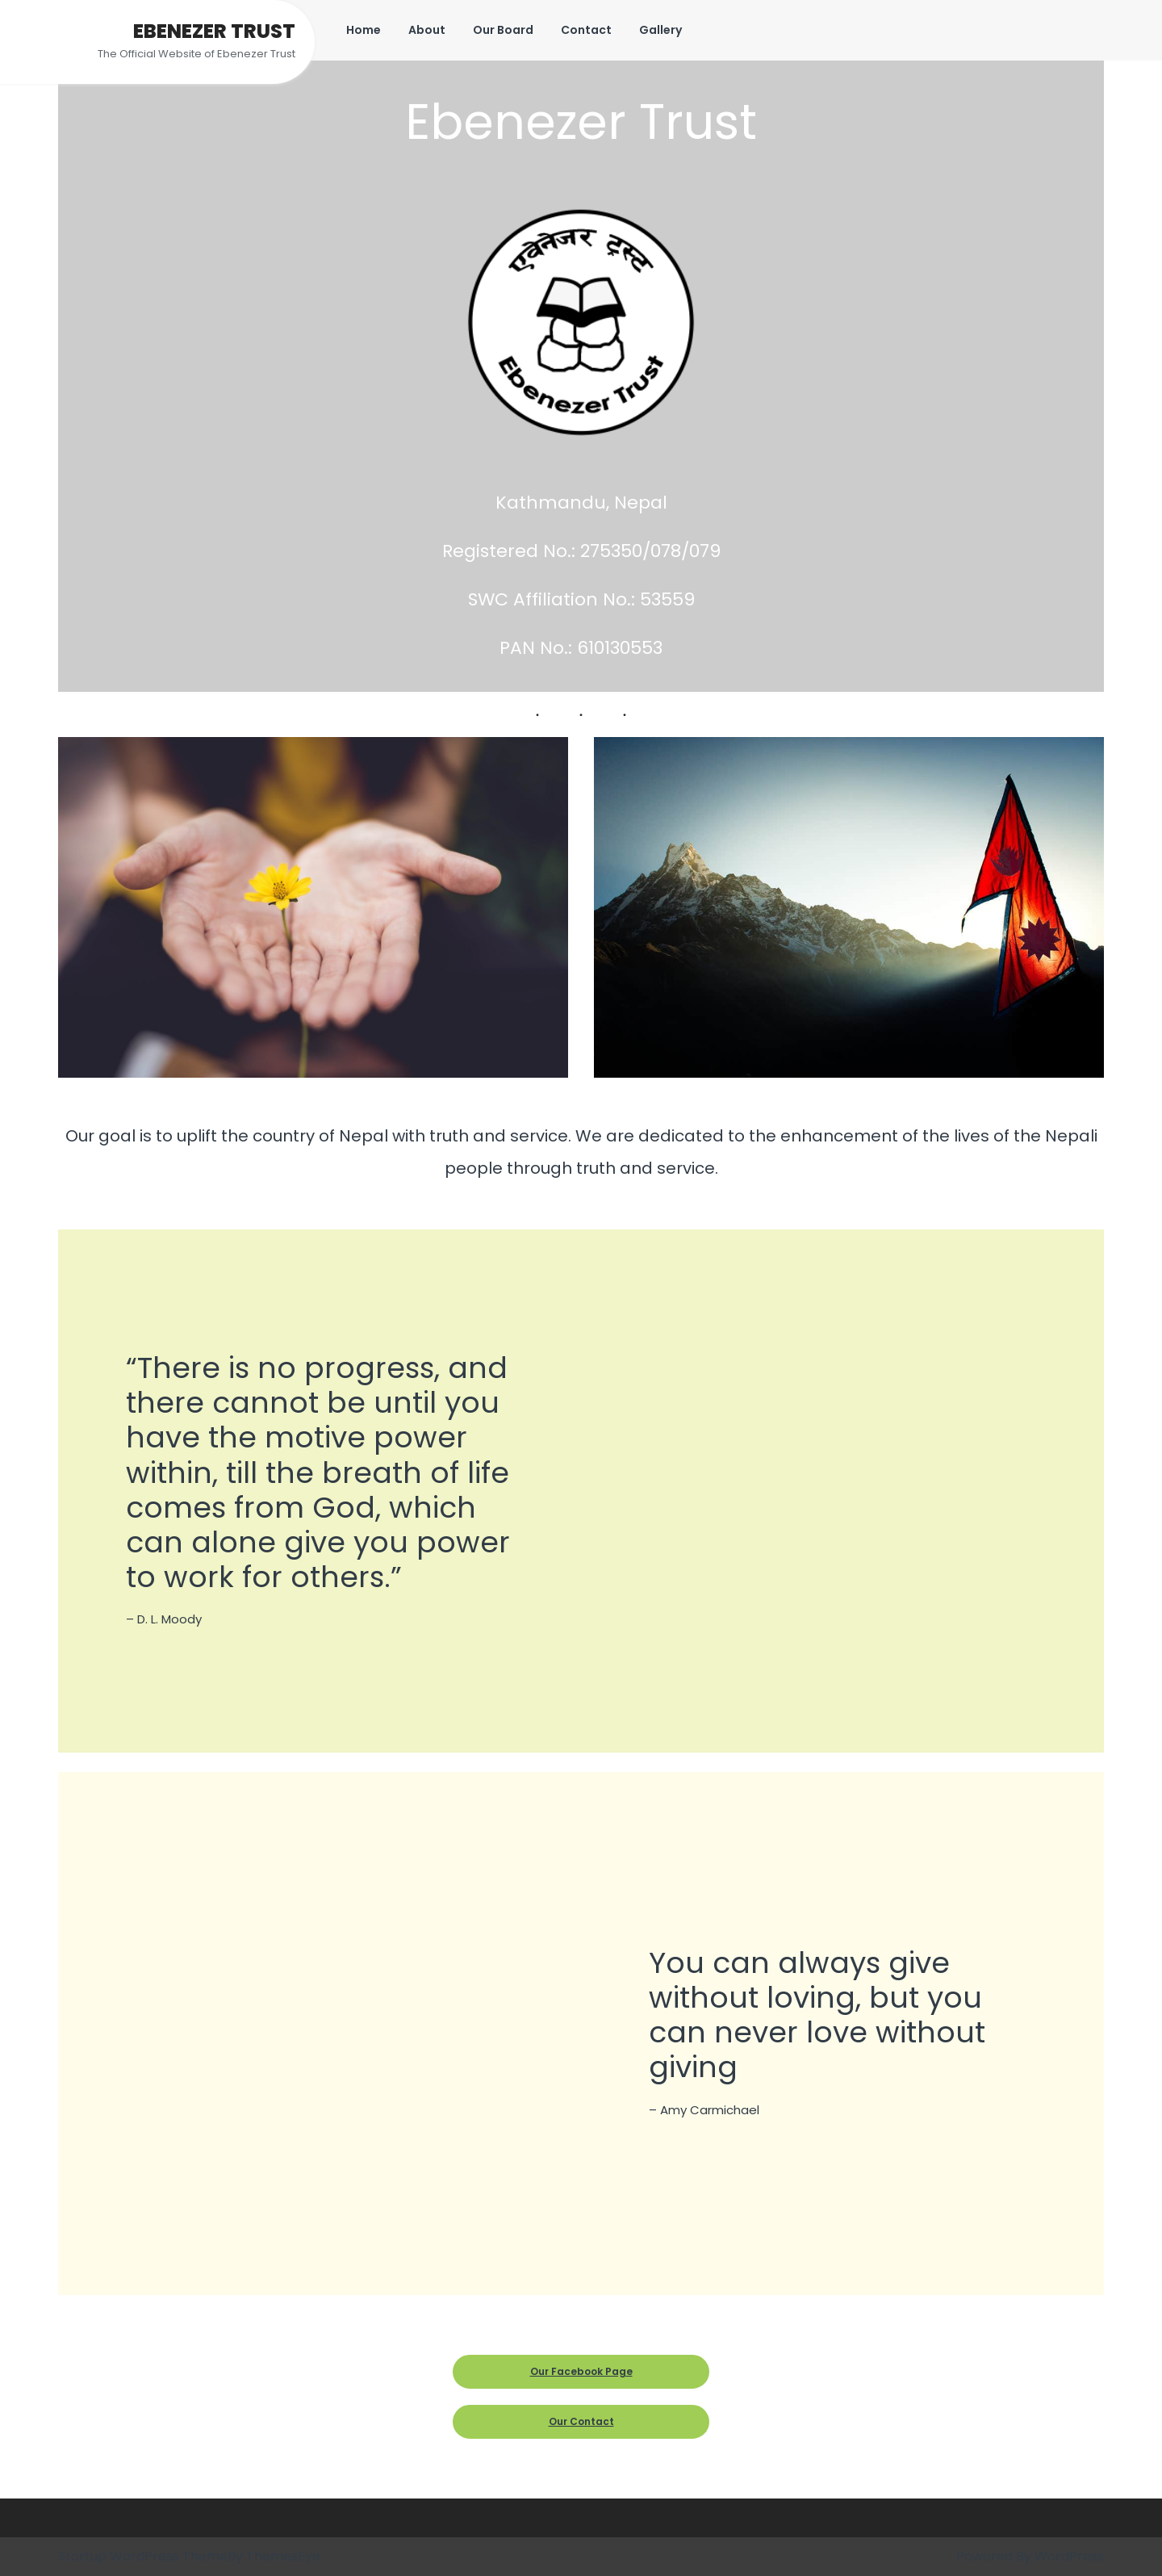 EBENEZER TRUST
The Official Website of Ebenezer Trust
Home About Our Board Contact Gallery
Ebenezer Trust
एबेनेजर ट्रस्ट
Ebenezer Trust
Kathmandu, Nepal
Registered No.: 275350/078/079
SWC Affiliation No.: 53559
PAN No.: 610130553
Our goal is to uplift the country of Nepal with truth and service. We are dedicated to the enhancement of the lives of the Nepali
people through truth and service.
“There is no progress, and
there cannot be until you
have the motive power
within, till the breath of life
comes from God, which
can alone give you power
to work for others.”
– D. L. Moody
You can always give
without loving, but you
can never love without
giving
– Amy Carmichael
Our Facebook Page
Our Contact